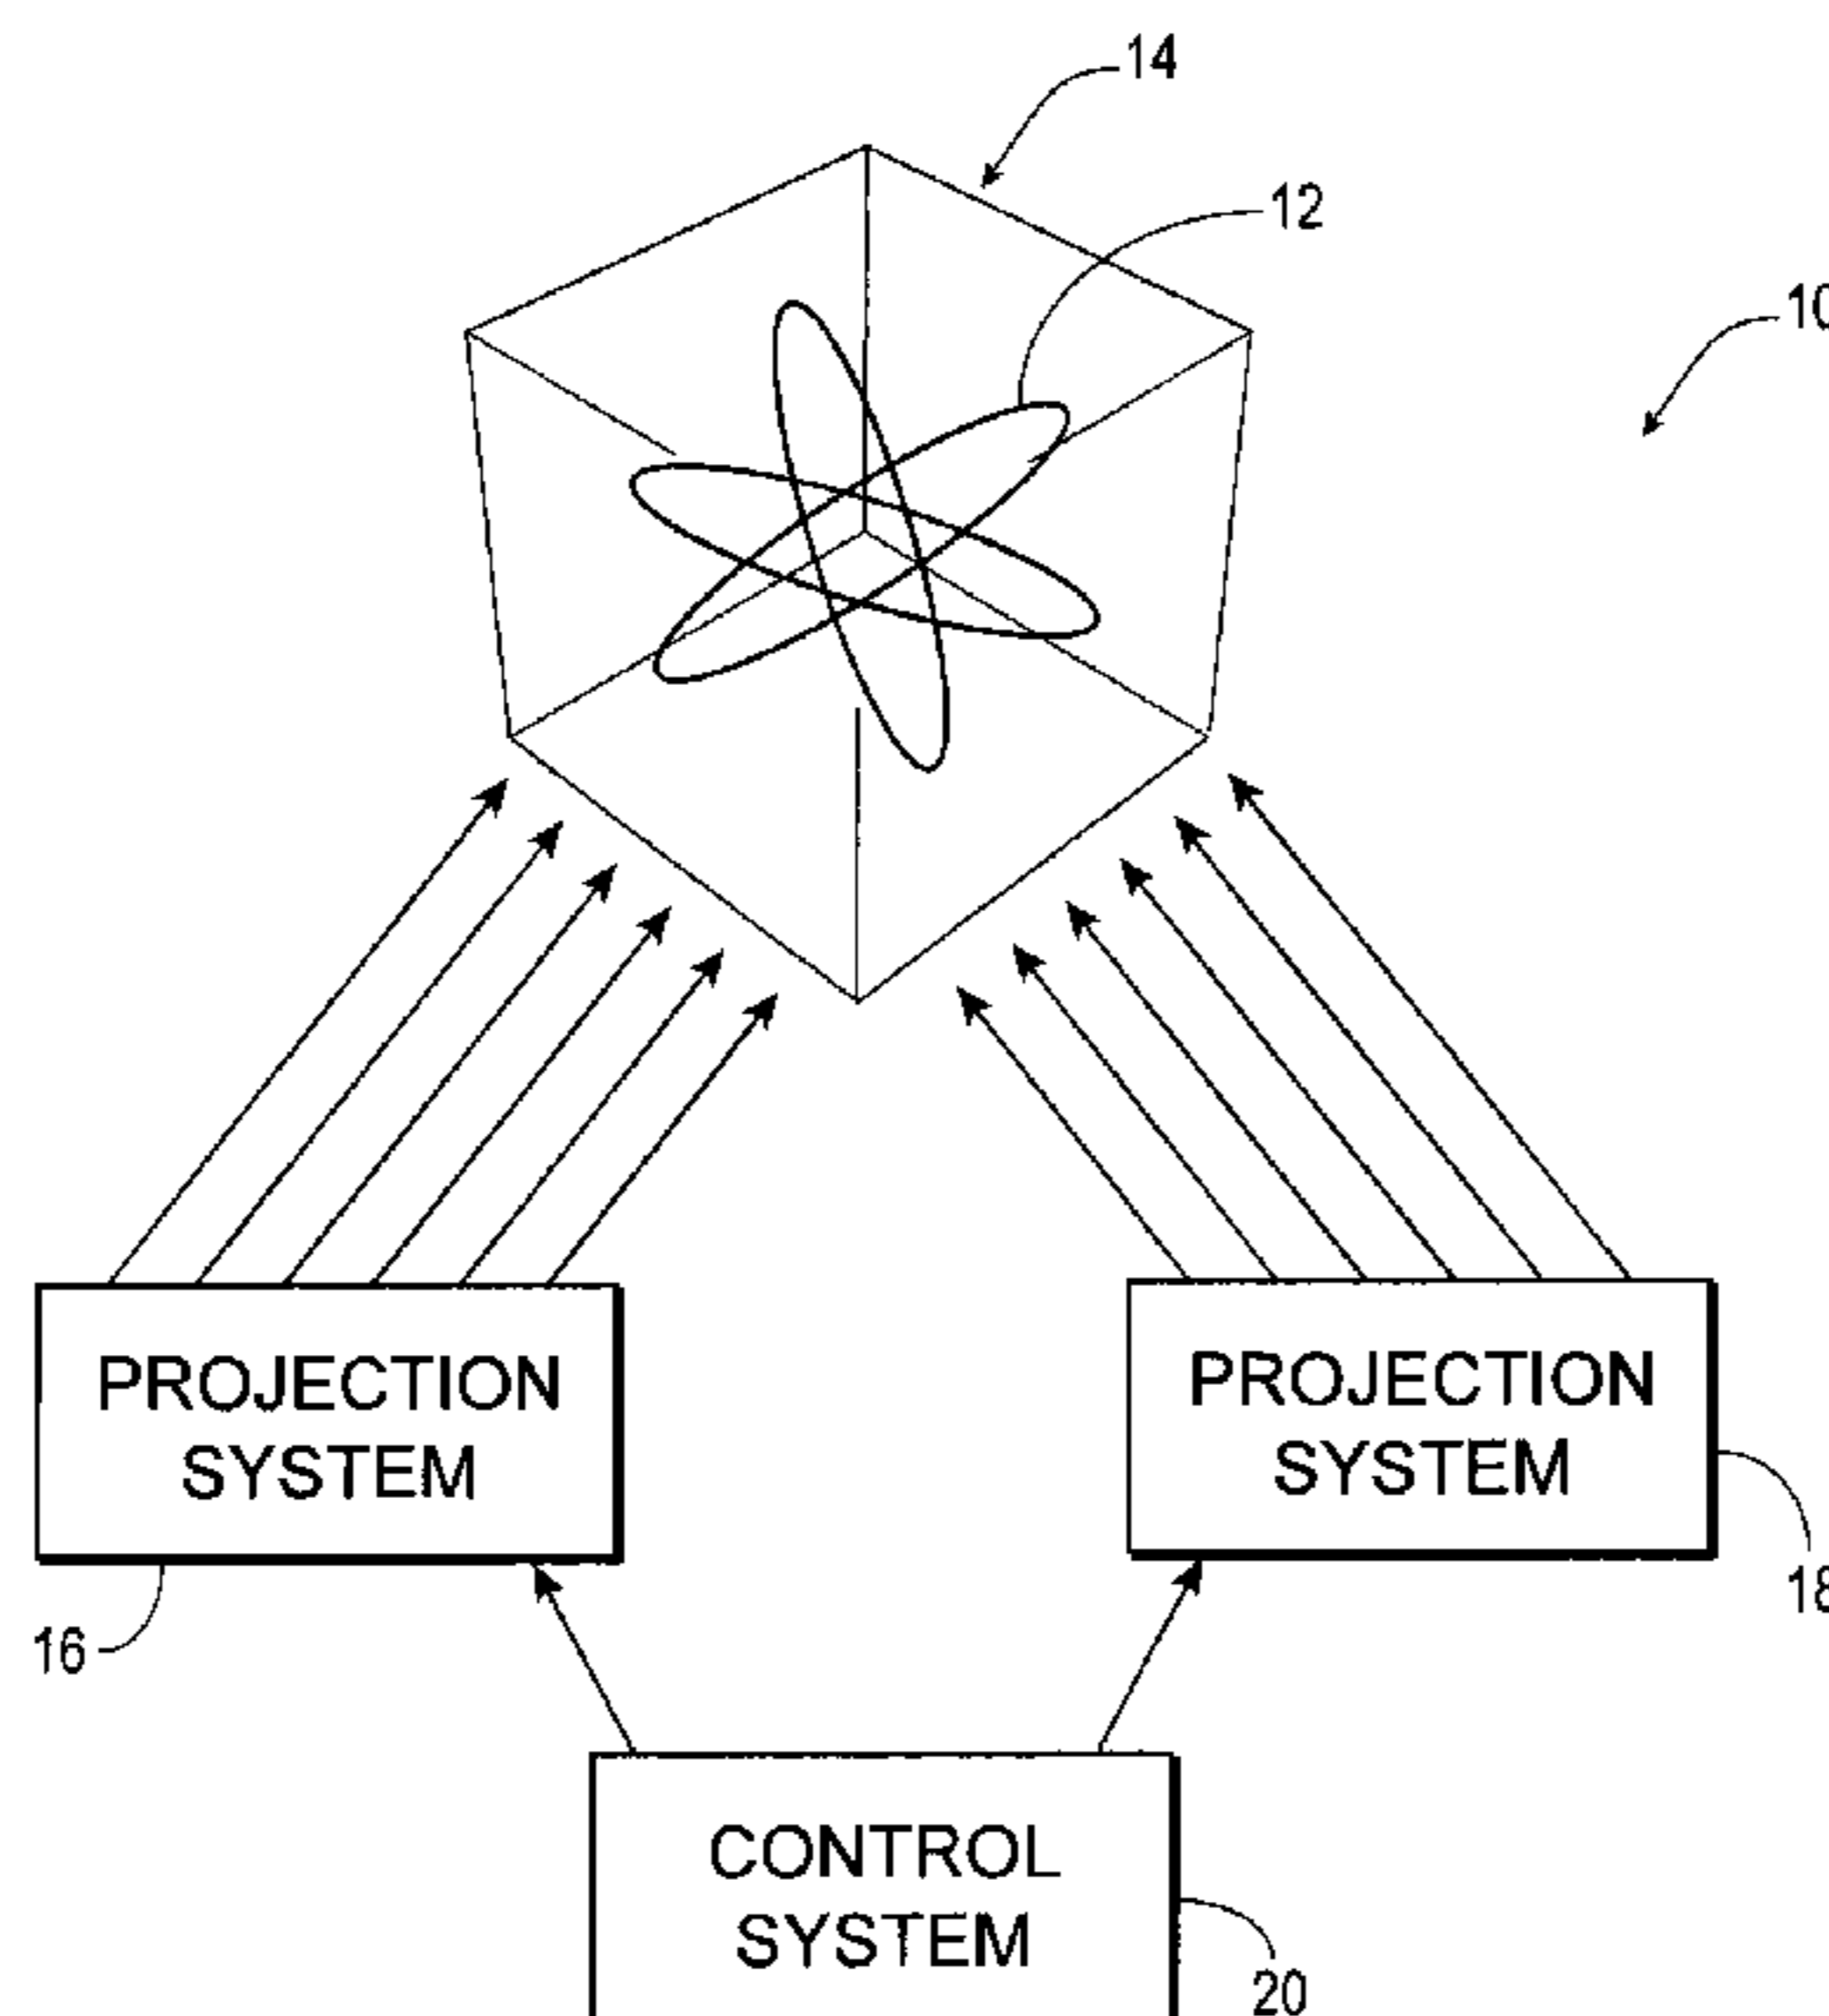 14
12
10
PROJECTION
SYSTEM
PROJECTION
SYSTEM
18
16
CONTROL
SYSTEM
20